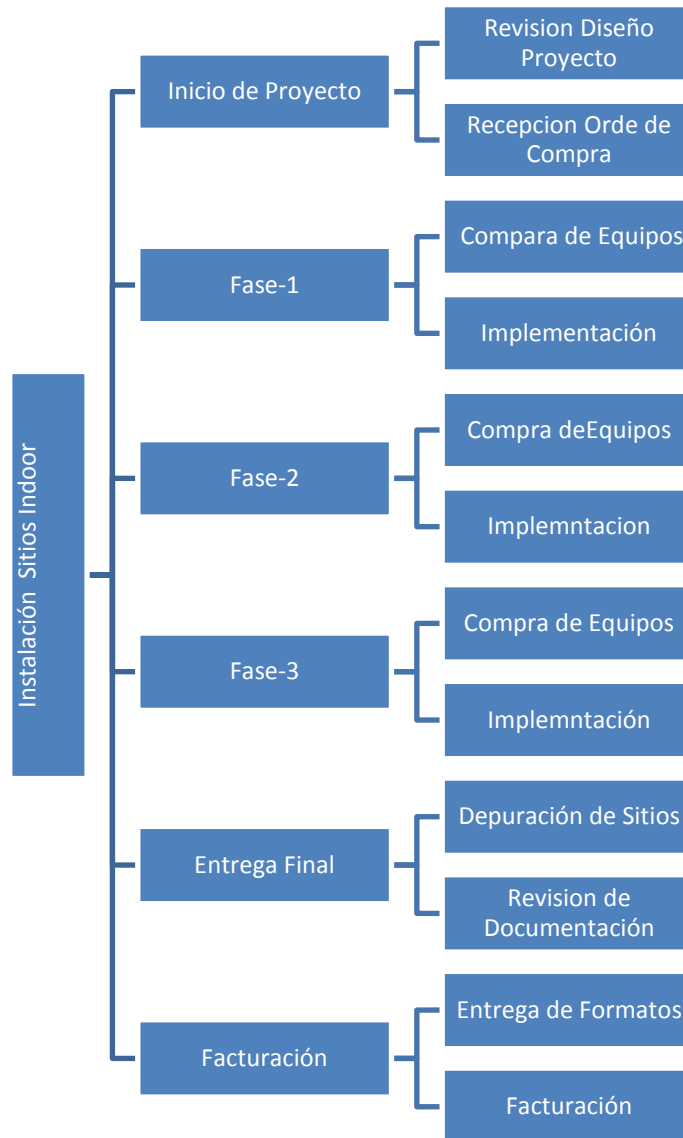 Instalación Sitios Indoor
Inicio de Proyecto
Revision Diseño
Proyecto
Recepcion Orde de
Compra
Fase-1
Compara de Equipos
Implementación
Fase-2
Compra deEquipos
Implemntacion
Fase-3
Compra de Equipos
Implemntación
Entrega Final
Depuración de Sitios
Revision de
Documentación
Facturación
Entrega de Formatos
Facturación